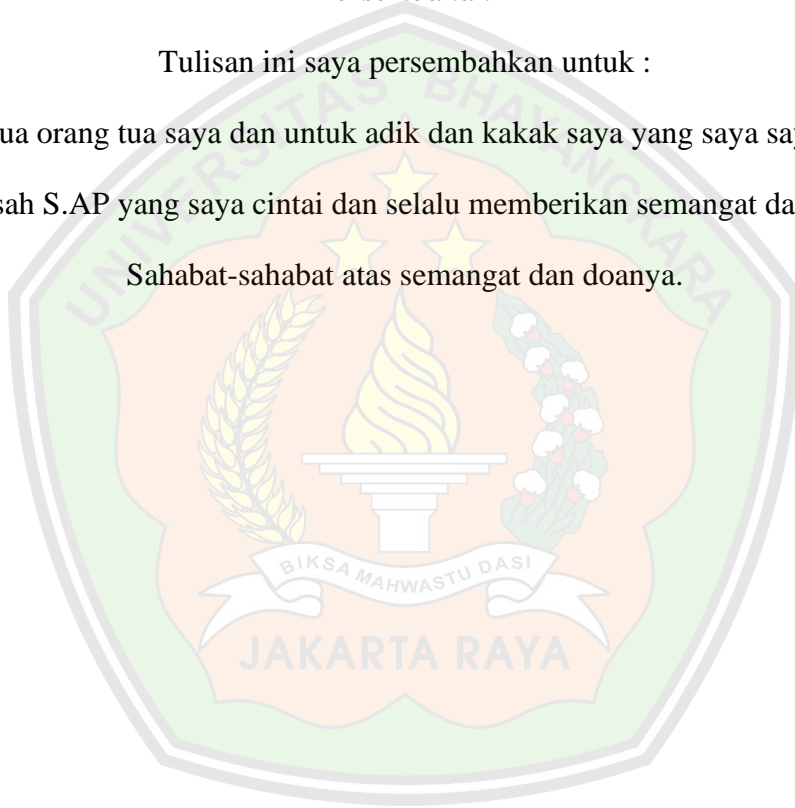 Tulisan ini saya persembahkan untuk :
ua orang tua saya dan untuk adik dan kakak saya yang saya
sah S.AP yang saya cintai dan selalu memberikan semangat
Sahabat-sahabat atas semangat dan doanya.
UNIVERSITAS BHAYANGKARA
BIKSA MAHWASTU DASI
JAKARTA RAYA